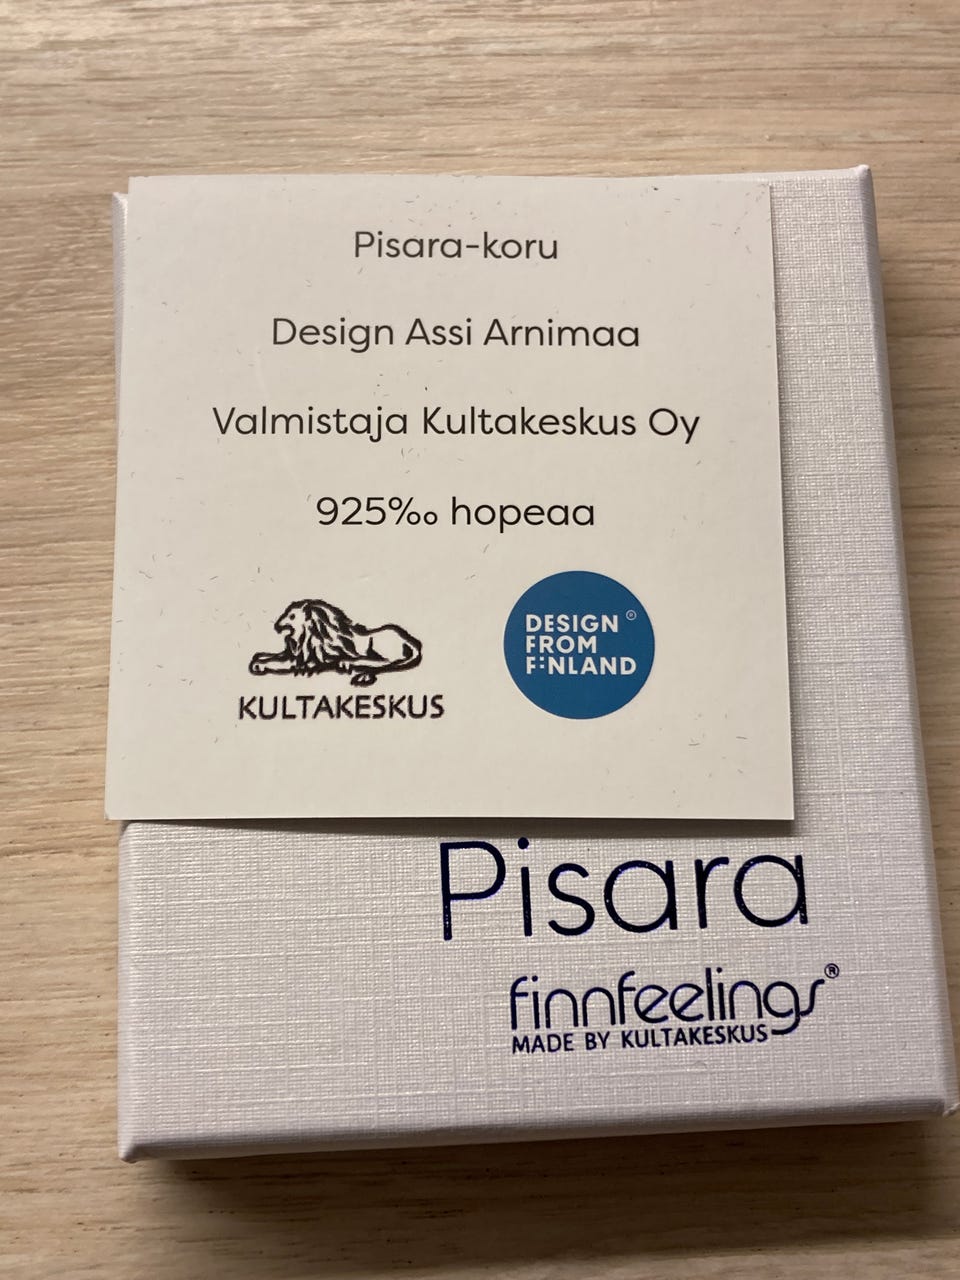 Pisara-koru
Design Assi Arnimaa
Valmistaja Kultakeskus Oy
925‰ hopeaa
KULTAKESKUS
DESIGN®
FROM
FINLAND
Pisara
finnfeelings®
MADE BY KULTAKESKUS